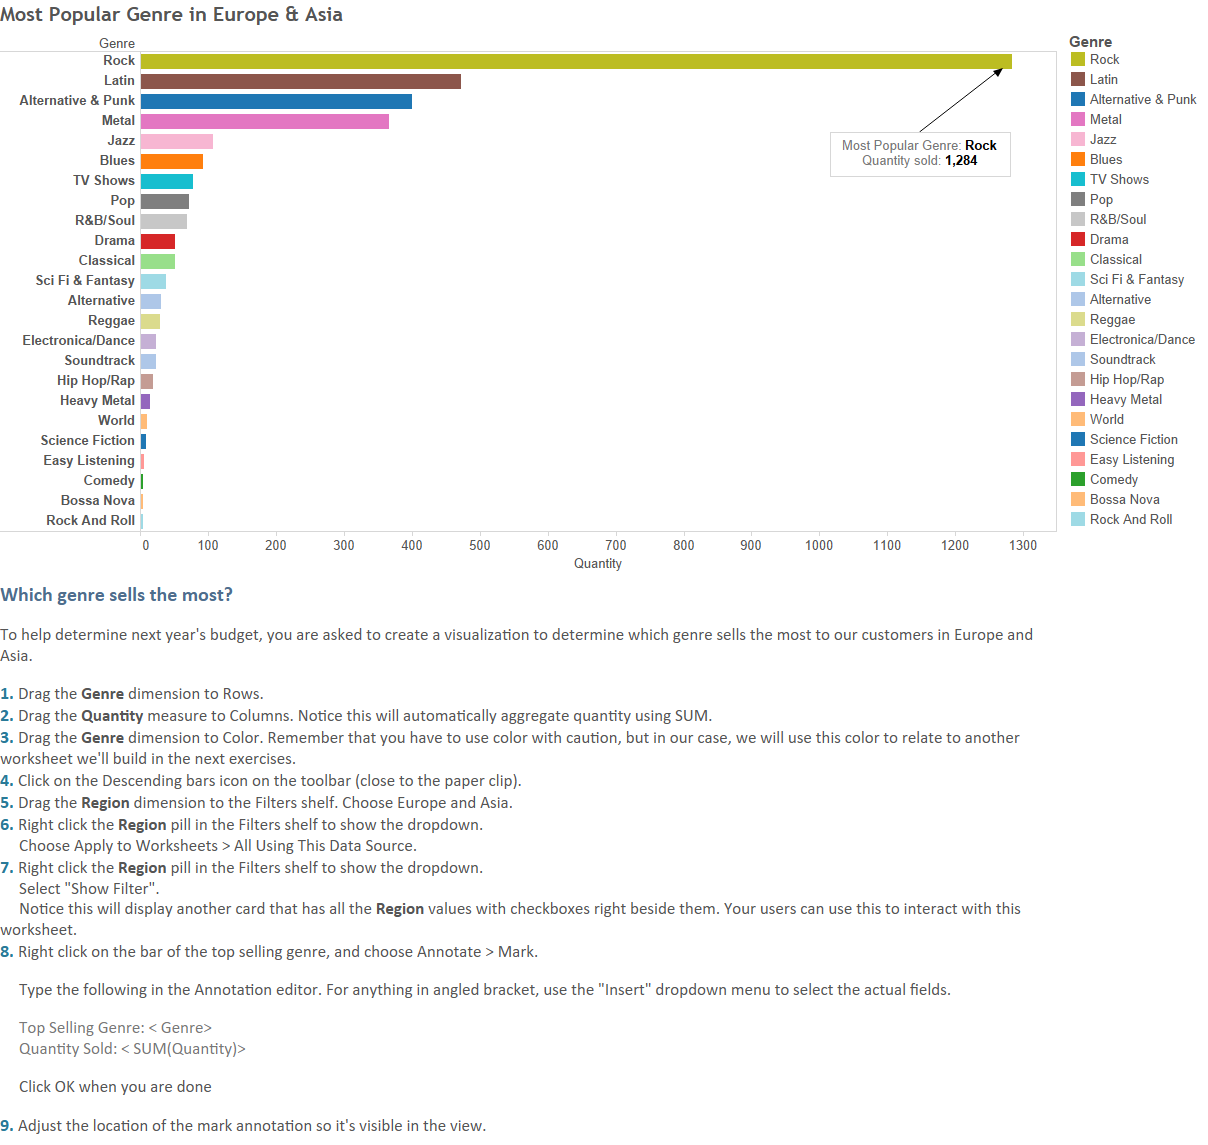 Most Popular Genre in Europe & Asia
Genre
Rock
Latin
Alternative & Punk
Metal
Jazz
Blues
TV Shows
Pop
R&B/Soul
Drama
Classical
Sci Fi & Fantasy
Alternative
Reggae
Electronica/Dance
Soundtrack
Hip Hop/Rap
Heavy Metal
World
Science Fiction
Easy Listening
Comedy
Bossa Nova
Rock And Roll
Most Popular Genre: Rock
Quantity sold: 1,284
0 100 200 300 400 500 600 700 800 900 1000 1100 1200 1300
Quantity
Genre
Rock
Latin
Alternative & Punk
Metal
Jazz
Blues
TV Shows
Pop
R&B/Soul
Drama
Classical
Sci Fi & Fantasy
Alternative
Reggae
Electronica/Dance
Soundtrack
Hip Hop/Rap
Heavy Metal
World
Science Fiction
Easy Listening
Comedy
Bossa Nova
Rock And Roll
Which genre sells the most?
To help determine next year's budget, you are asked to create a visualization to determine which genre sells the most to our customers in Europe and
Asia.
1. Drag the Genre dimension to Rows.
2. Drag the Quantity measure to Columns. Notice this will automatically aggregate quantity using SUM.
3. Drag the Genre dimension to Color. Remember that you have to use color with caution, but in our case, we will use this color to relate to another
worksheet we'll build in the next exercises.
4. Click on the Descending bars icon on the toolbar (close to the paper clip).
5. Drag the Region dimension to the Filters shelf. Choose Europe and Asia.
6. Right click the Region pill in the Filters shelf to show the dropdown.
Choose Apply to Worksheets > All Using This Data Source.
7. Right click the Region pill in the Filters shelf to show the dropdown.
Select "Show Filter".
Notice this will display another card that has all the Region values with checkboxes right beside them. Your users can use this to interact with this
worksheet.
8. Right click on the bar of the top selling genre, and choose Annotate > Mark.
Type the following in the Annotation editor. For anything in angled bracket, use the "Insert" dropdown menu to select the actual fields.
Top Selling Genre: < Genre>
Quantity Sold: < SUM(Quantity)>
Click OK when you are done
9. Adjust the location of the mark annotation so it's visible in the view.